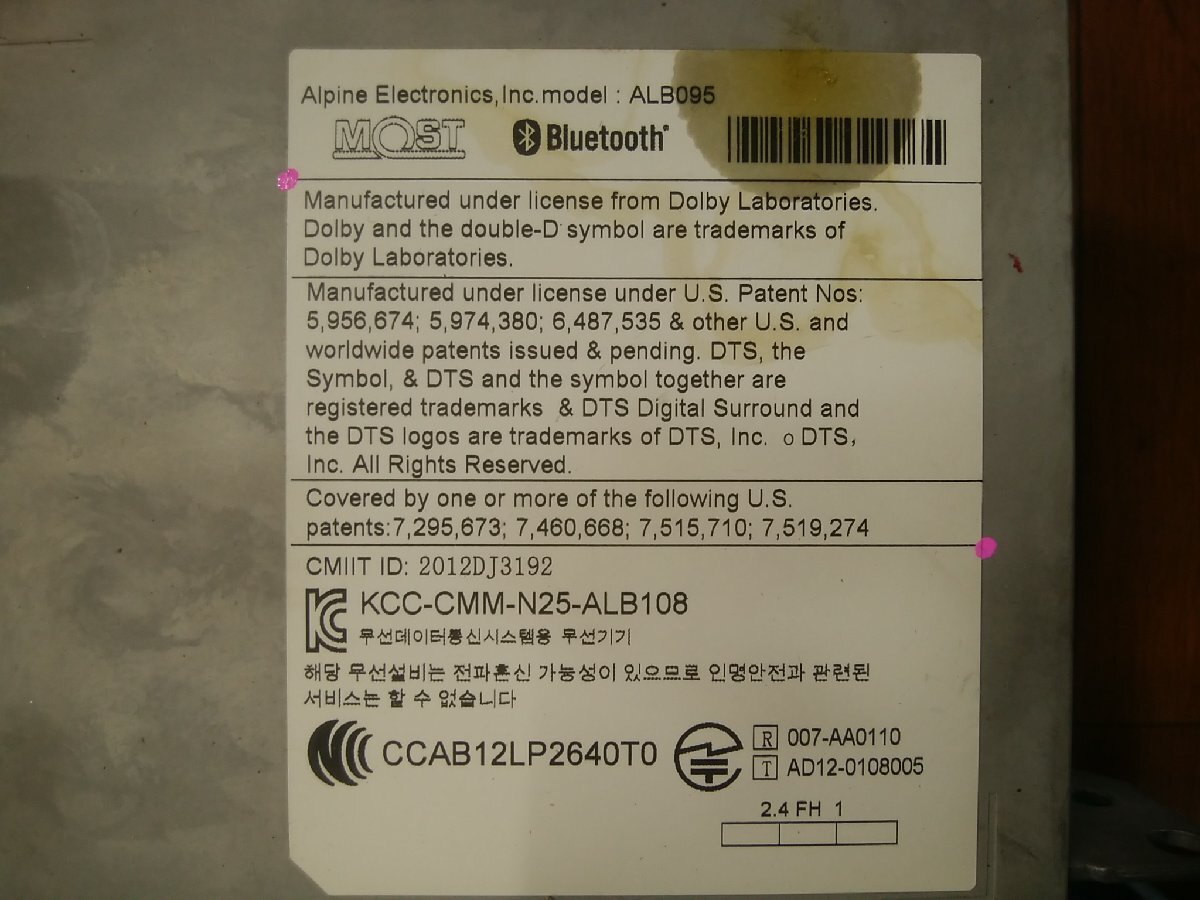 Alpine Electronics,Inc.model : ALB095
MOST Bluetooth®
Manufactured under license from Dolby Laboratories.
Dolby and the double-D symbol are trademarks of
Dolby Laboratories.
Manufactured under license under U.S. Patent Nos:
5,956,674; 5,974,380; 6,487,535 & other U.S. and
worldwide patents issued & pending. DTS, the
Symbol, & DTS and the symbol together are
registered trademarks & DTS Digital Surround and
the DTS logos are trademarks of DTS, Inc. o DTS,
Inc. All Rights Reserved.
Covered by one or more of the following U.S.
patents:7,295,673; 7,460,668; 7,515,710; 7,519,274
CMIIT ID: 2012DJ3192
KCC-CMM-N25-ALB108
무선데이터통신시스템용 무선기기
해당 무선설비는 전파혼신 가능성이 있으므로 인명안전과 관련된
서비스는 할 수 없습니다
CCAB12LP2640T0
R 007-AA0110
T AD12-0108005
2.4 FH 1